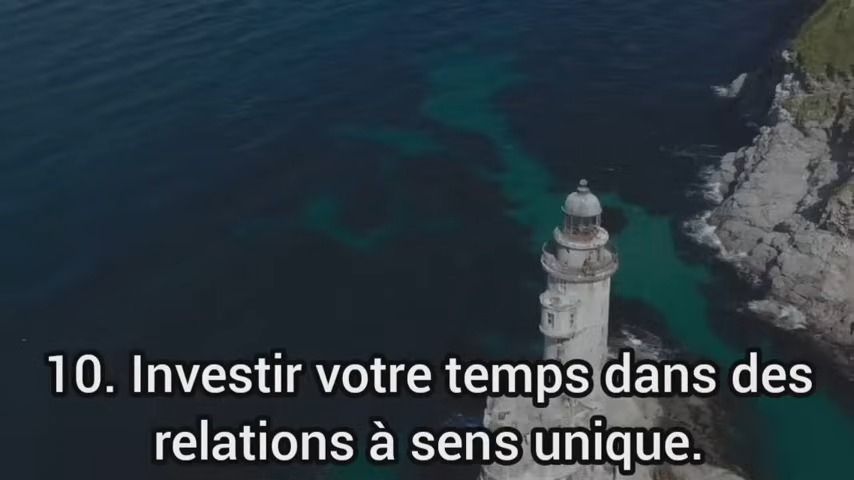 10. Investir votre temps dans des
relations à sens unique.